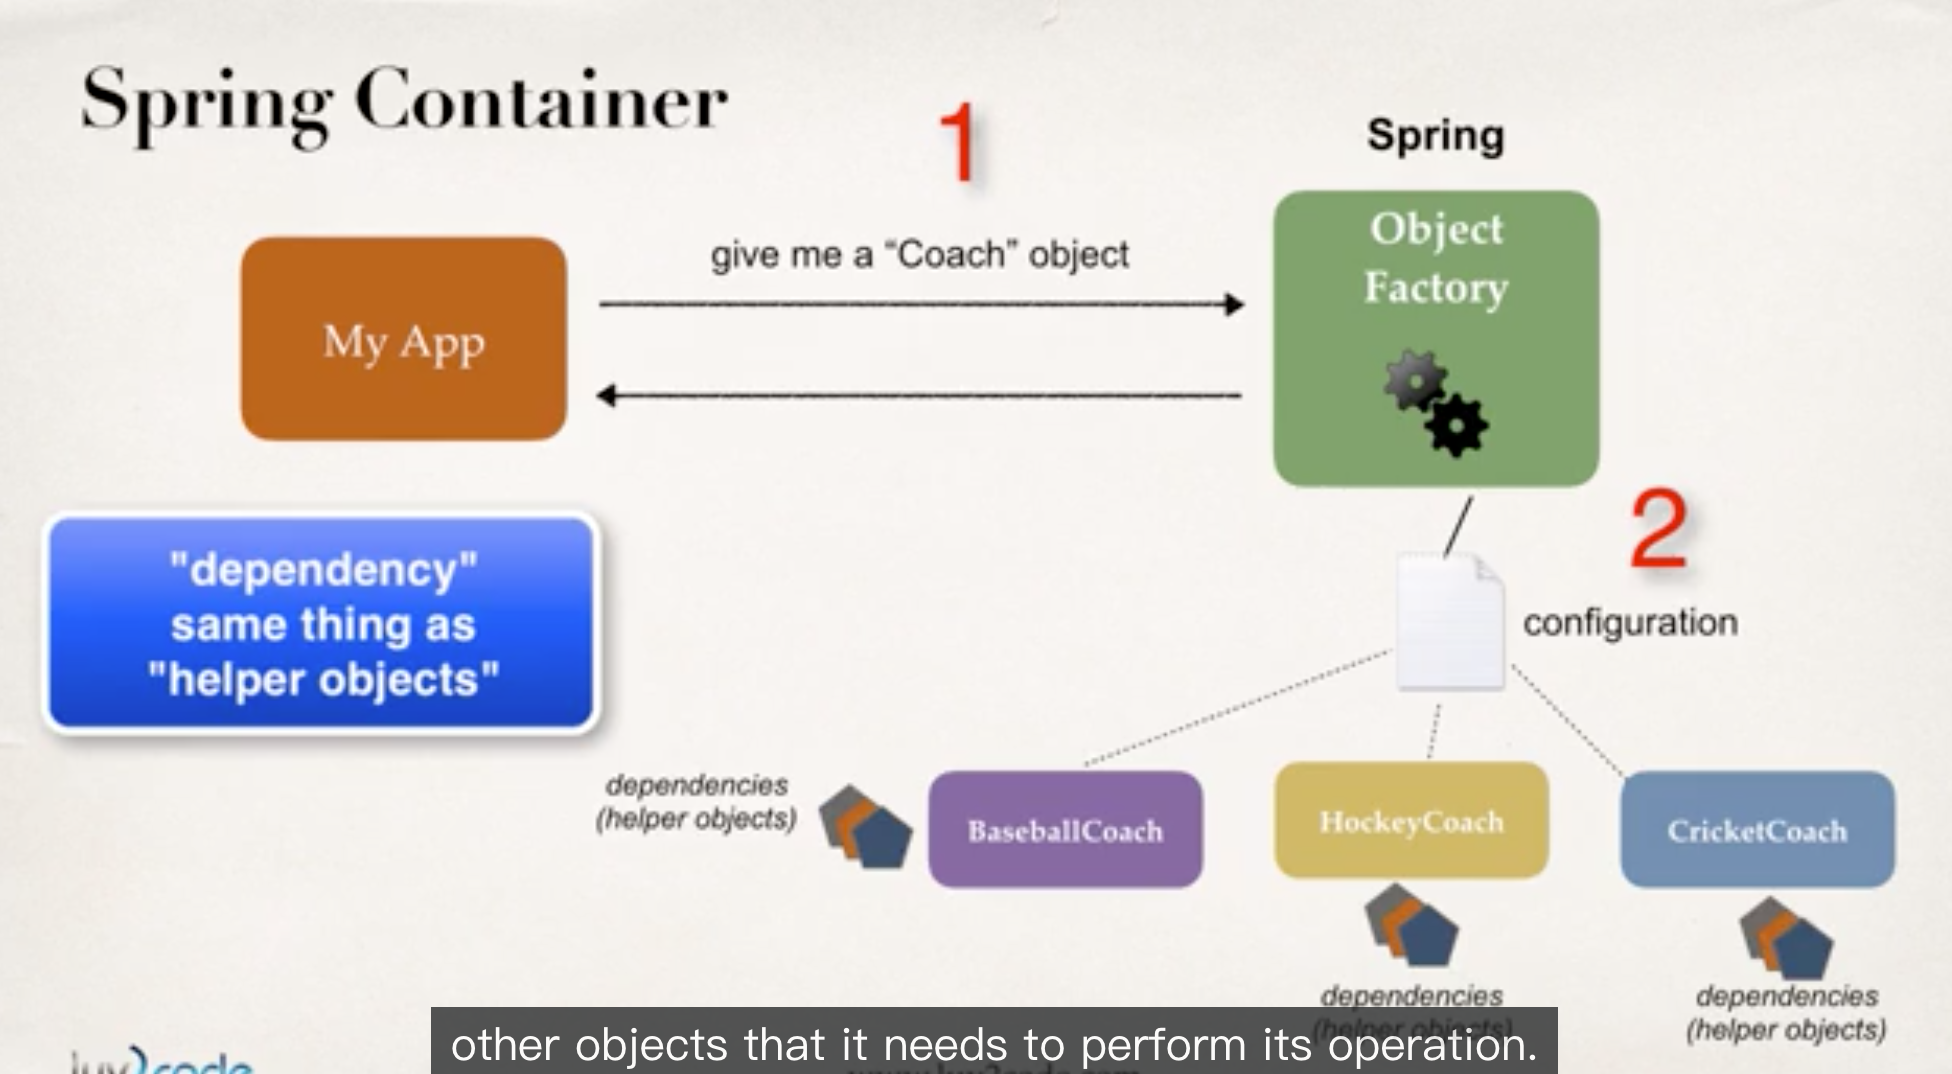 Spring Container
1
Spring
give me a “Coach” object
Object
Factory
My App
2
"dependency"
same thing as
"helper objects"
configuration
dependencies
(helper objects)
BaseballCoach
HockeyCoach
CricketCoach
dependencies
(helper objects)
dependencies
(helper objects)
other objects that it needs to perform its operation.
luv2code